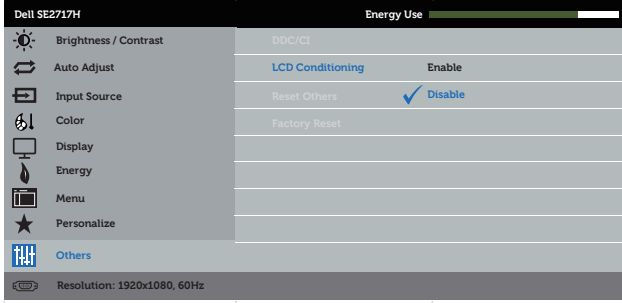 Dell SE2717H Energy Use
Brightness / Contrast DDC/CI
Auto Adjust LCD Conditioning Enable
Input Source Reset Others Disable
Color Factory Reset
Display
Energy
Menu
Personalize
Others
Resolution: 1920x1080, 60Hz